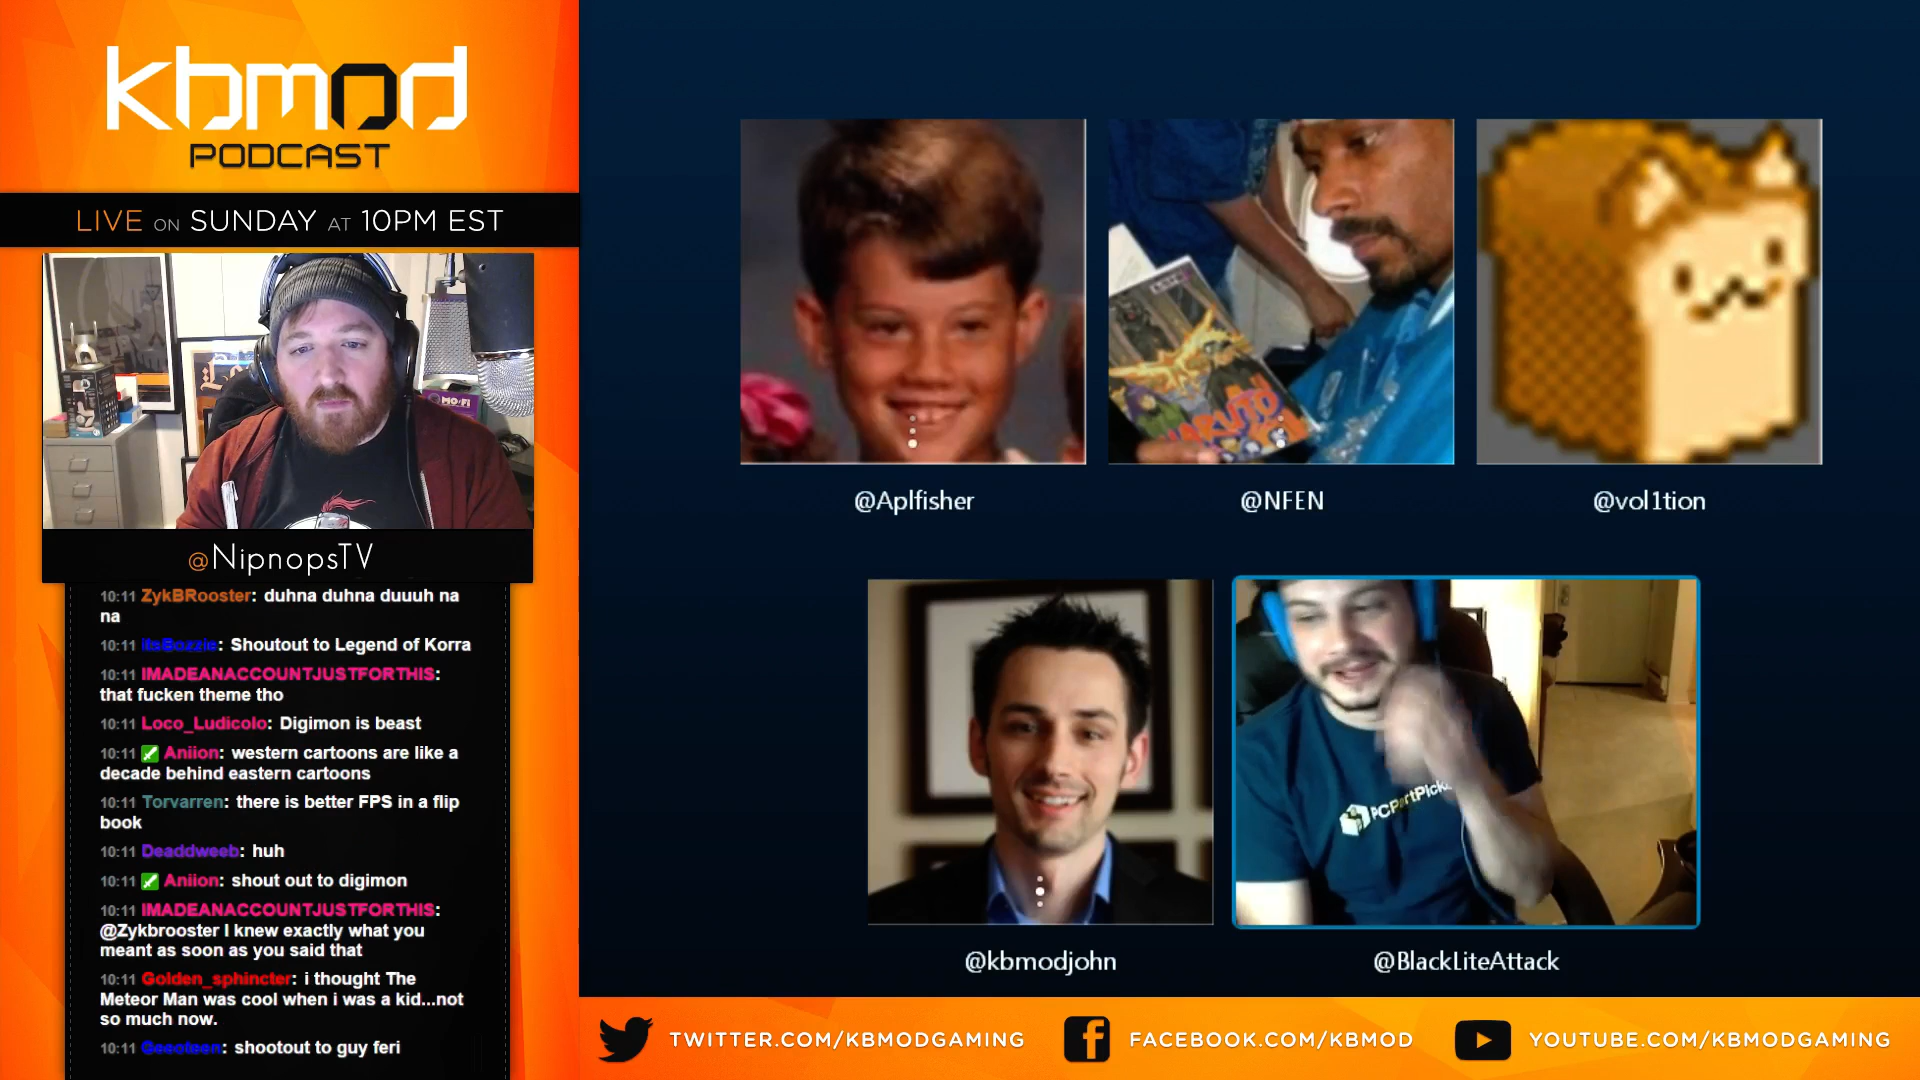 kbmod
PODCAST
LIVE ON SUNDAY AT 10PM EST
MO-FI
@NipnopsTV
10:11 ZykBRooster: duhna duhna duuuh na
na
10:11 ItsBozzie: Shoutout to Legend of Korra
10:11 IMADEANACCOUNTJUSTFORTHIS:
that fucken theme tho
10:11 Loco_Ludicolo: Digimon is beast
10:11 Aniion: western cartoons are like a
decade behind eastern cartoons
10:11 Torvarren: there is better FPS in a flip
book
10:11 Deaddweeb: huh
10:11 Aniion: shout out to digimon
10:11 IMADEANACCOUNTJUSTFORTHIS:
@Zykbrooster I knew exactly what you
meant as soon as you said that
10:11 Golden_sphincter: i thought The
Meteor Man was cool when i was a kid...not
so much now.
10:11 : shootout to guy feri
NARUTO
@Aplfisher
@NFEN
@vol1tion
PCPartPicker
@kbmodjohn
@BlackLiteAttack
TWITTER.COM/KBMODGAMING
FACEBOOK.COM/KBMOD
YOUTUBE.COM/KBMODGAMING